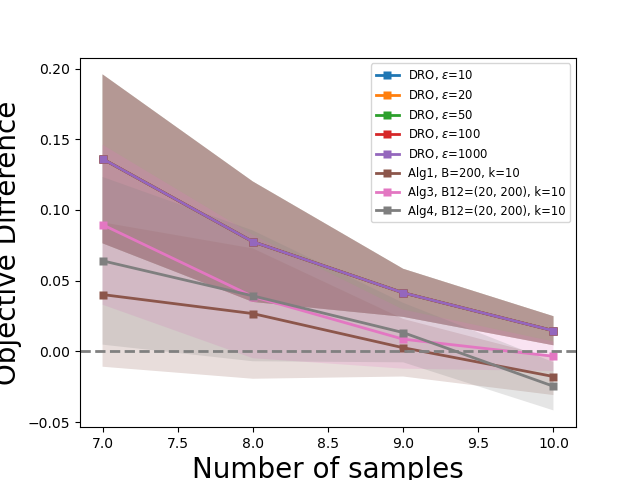 0.20
0.15
0.10
0.05
0.00
−0.05
Objective Difference
7.0 7.5 8.0 8.5 9.0 9.5 10.0
Number of samples
DRO, ε=10
DRO, ε=20
DRO, ε=50
DRO, ε=100
DRO, ε=1000
Alg1, B=200, k=10
Alg3, B12=(20, 200), k=10
Alg4, B12=(20, 200), k=10